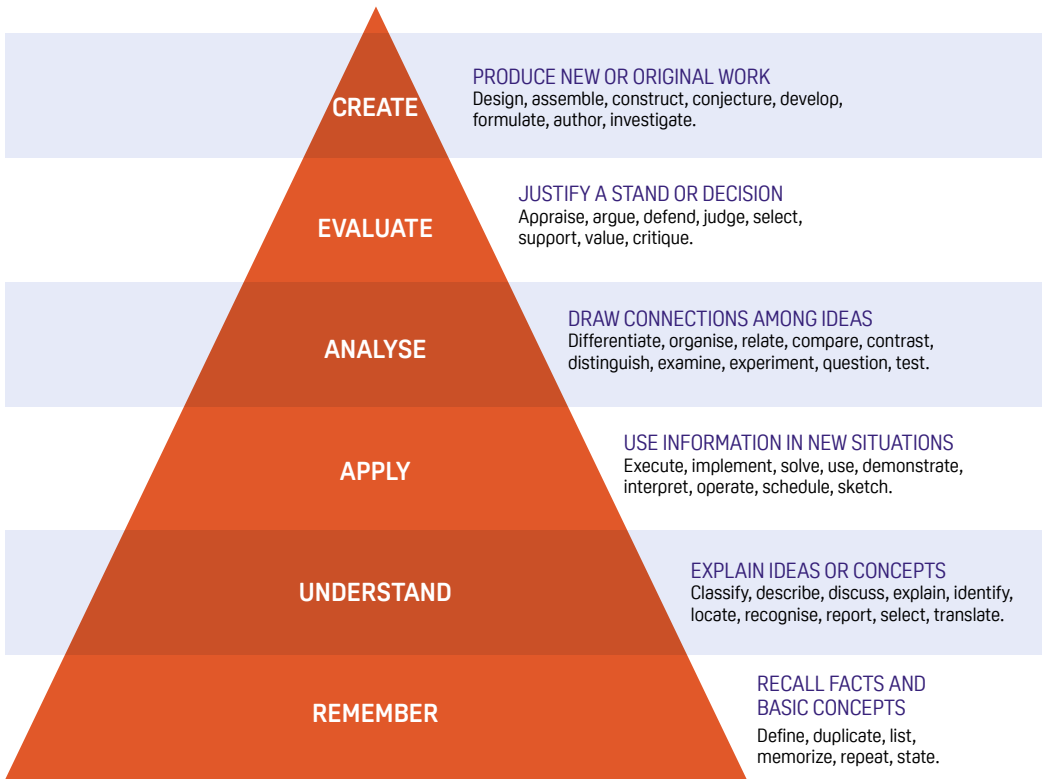 CREATE
PRODUCE NEW OR ORIGINAL WORK
Design, assemble, construct, conjecture, develop,
formulate, author, investigate.
EVALUATE
JUSTIFY A STAND OR DECISION
Appraise, argue, defend, judge, select,
support, value, critique.
ANALYSE
DRAW CONNECTIONS AMONG IDEAS
Differentiate, organise, relate, compare, contrast,
distinguish, examine, experiment, question, test.
APPLY
USE INFORMATION IN NEW SITUATIONS
Execute, implement, solve, use, demonstrate,
interpret, operate, schedule, sketch.
UNDERSTAND
EXPLAIN IDEAS OR CONCEPTS
Classify, describe, discuss, explain, identify,
locate, recognise, report, select, translate.
REMEMBER
RECALL FACTS AND
BASIC CONCEPTS
Define, duplicate, list,
memorize, repeat, state.